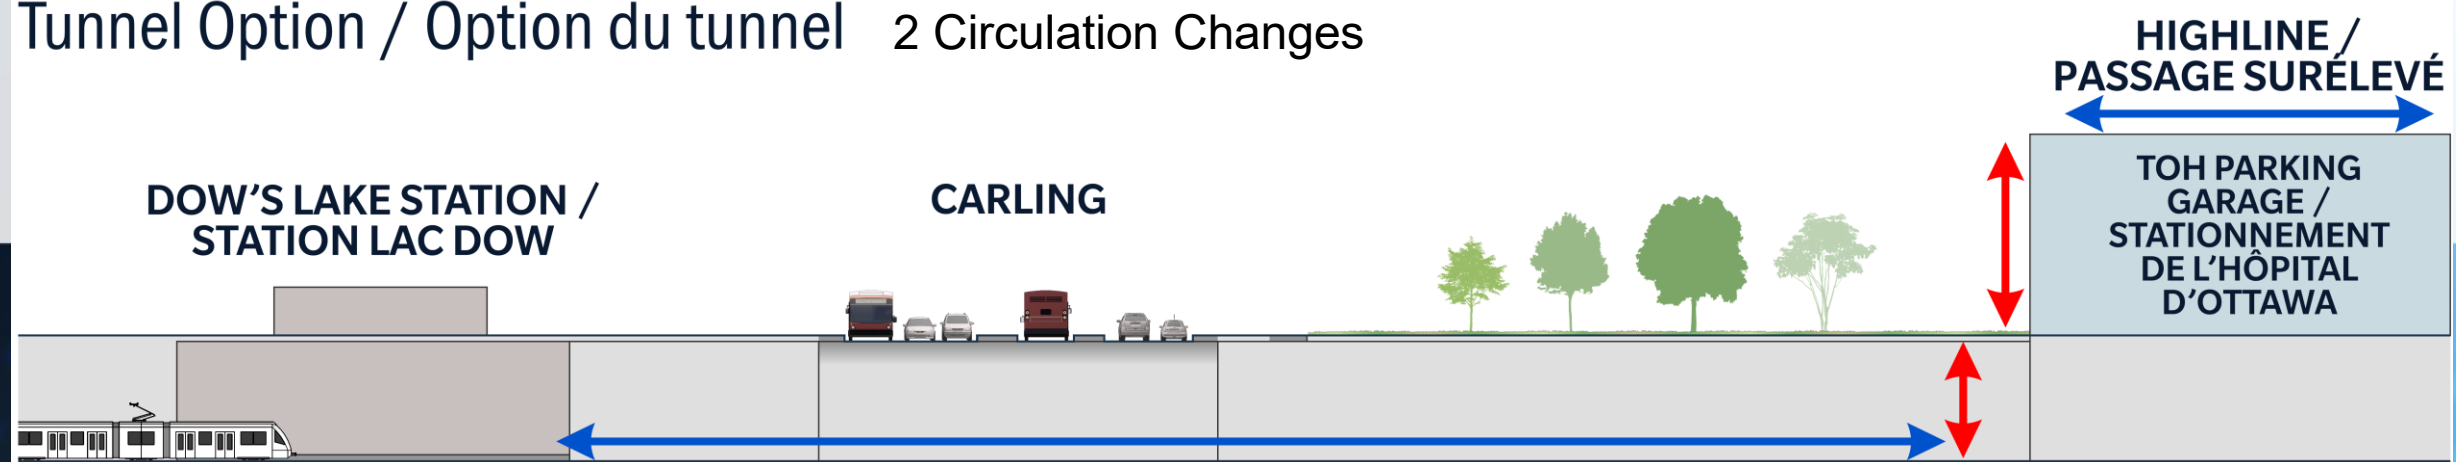 Tunnel Option / Option du tunnel 2 Circulation Changes
HIGHLINE /
PASSAGE SURÉLEVÉ
DOW'S LAKE STATION /
STATION LAC DOW
CARLING
TOH PARKING
GARAGE /
STATIONNEMENT
DE L'HÔPITAL
D'OTTAWA